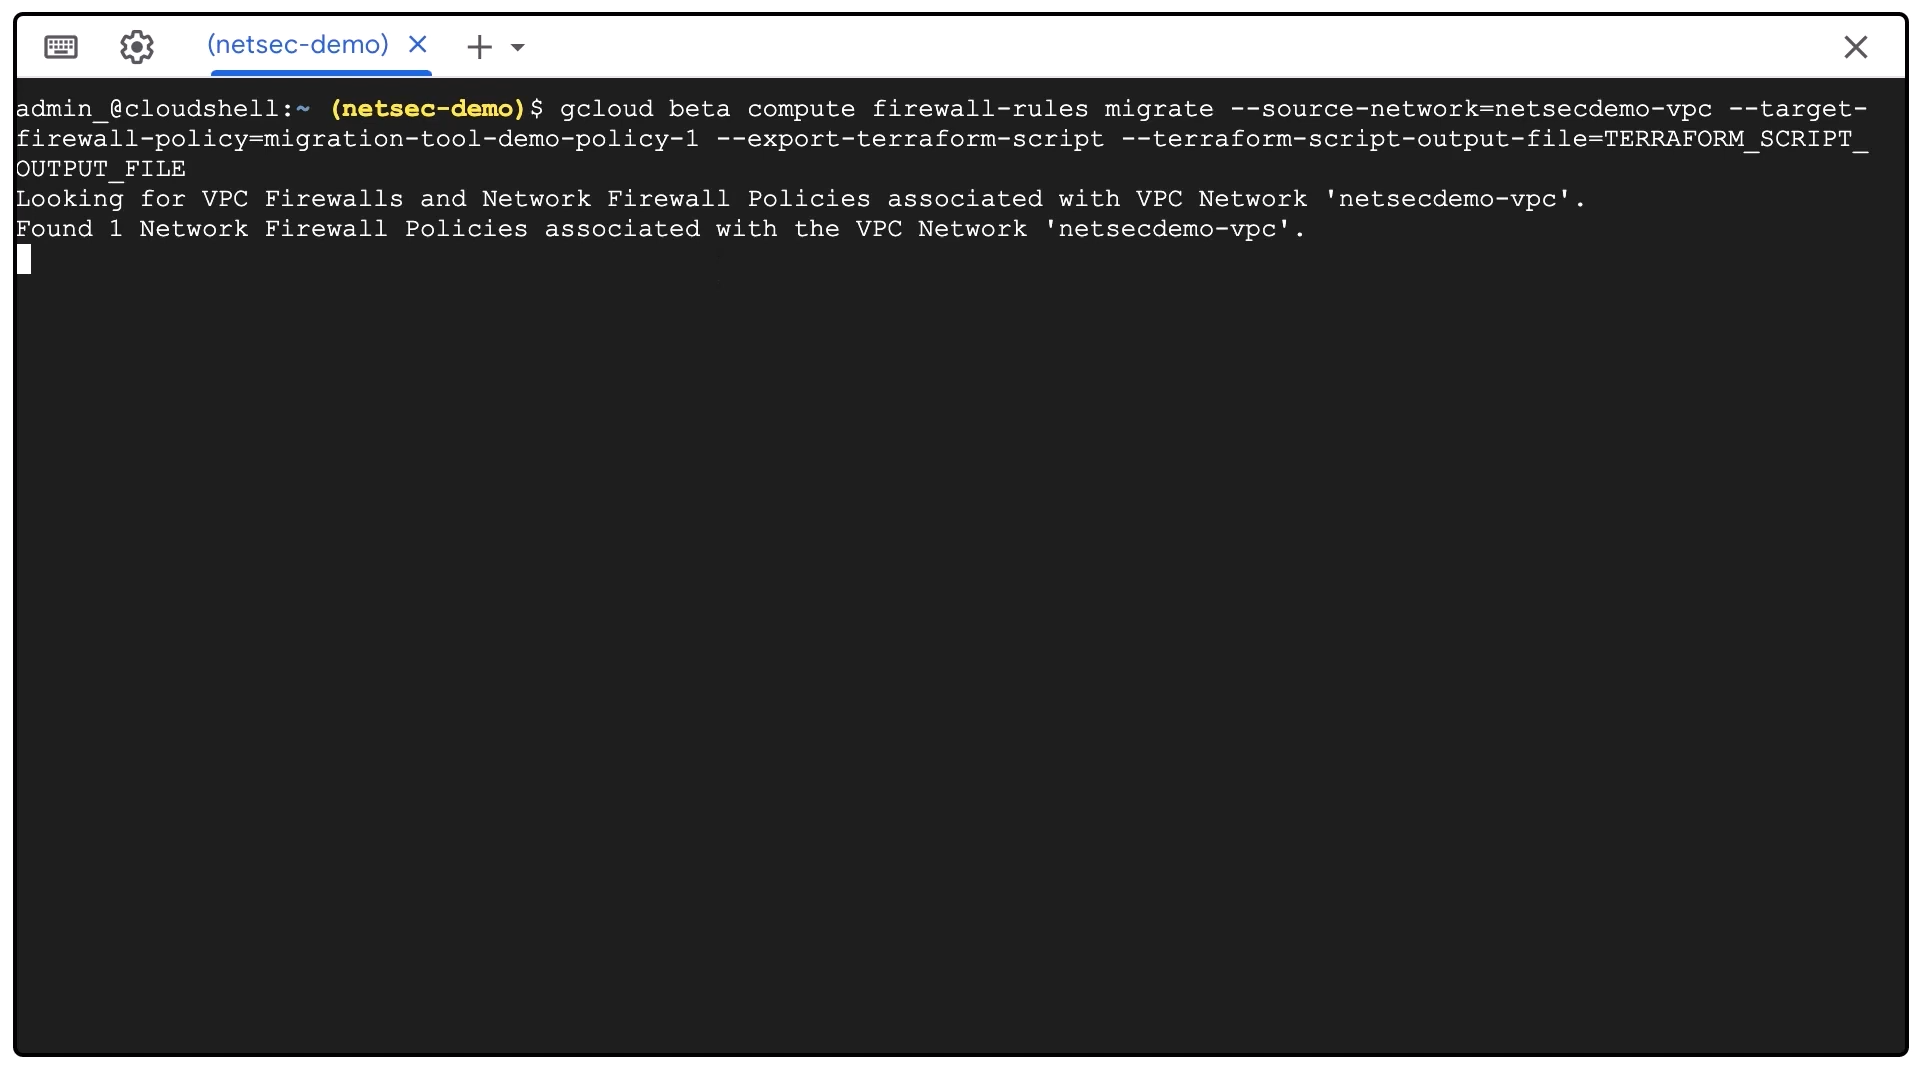 (netsec-demo)
admin_@cloudshell:~ (netsec-demo)$ gcloud beta compute firewall-rules migrate --source-network=netsecdemo-vpc --target-
firewall-policy=migration-tool-demo-policy-1 --export-terraform-script --terraform-script-output-file=TERRAFORM_SCRIPT_
OUTPUT_FILE
Looking for VPC Firewalls and Network Firewall Policies associated with VPC Network 'netsecdemo-vpc'.
Found 1 Network Firewall Policies associated with the VPC Network 'netsecdemo-vpc'.